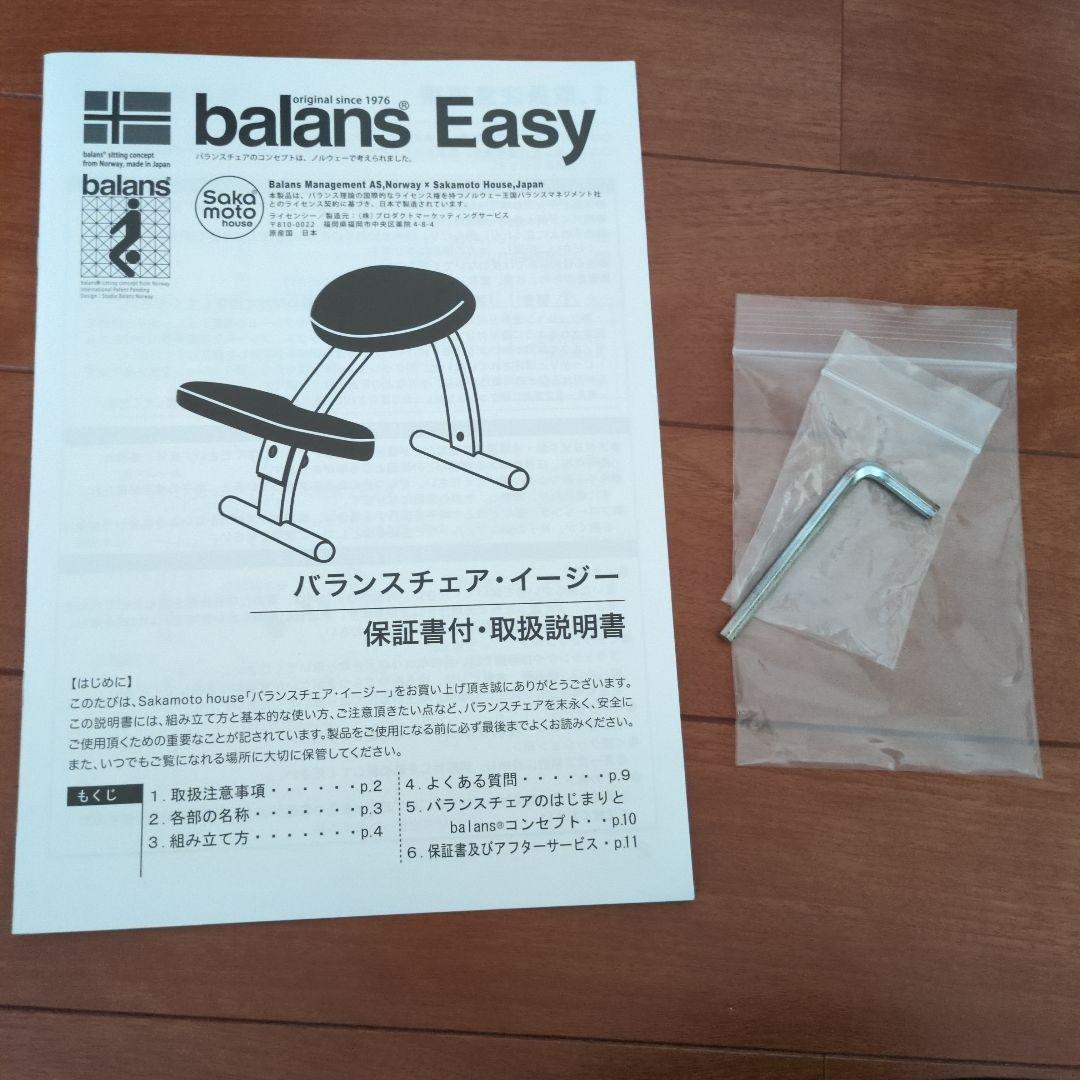 original since 1976
balans® Easy
バランスチェアのコンセプトは、ノルウェーで考えられました。
balans® sitting concept
from Norway, made in Japan
balans®
balans® sitting concept from Norway
International Patent Pending
Design : Studio Balans Norway
Saka
moto
house
®
Balans Management AS,Norway × Sakamoto House,Japan
本製品は、バランス理論の国際的なライセンス権を持つノルウェー王国バランスマネジメント社
とのライセンス契約に基づき、日本で製造されています。
ライセンシー／製造元：（株）プロダクトマーケッティングサービス
〒810-0022 福岡県福岡市中央区薬院 4-8-4
原産国 日本
バランスチェア・イージー
保証書付・取扱説明書
【はじめに】
このたびは、Sakamoto house「バランスチェア・イージー」をお買い上げ頂き誠にありがとうございます。
この説明書には、組み立て方と基本的な使い方、ご注意頂きたい点など、バランスチェアを末永く、安全に
ご使用頂くための重要なことが記されています。製品をご使用になる前に必ず最後までよくお読みください。
また、いつでもご覧になれる場所に大切に保管してください。
もくじ
1．取扱注意事項・・・・・・p.2
2．各部の名称・・・・・・・p.3
3．組み立て方・・・・・・・p.4
4．よくある質問・・・・・・p.9
5．バランスチェアのはじまりと
balans®コンセプト・・p.10
6．保証書及びアフターサービス・p.11